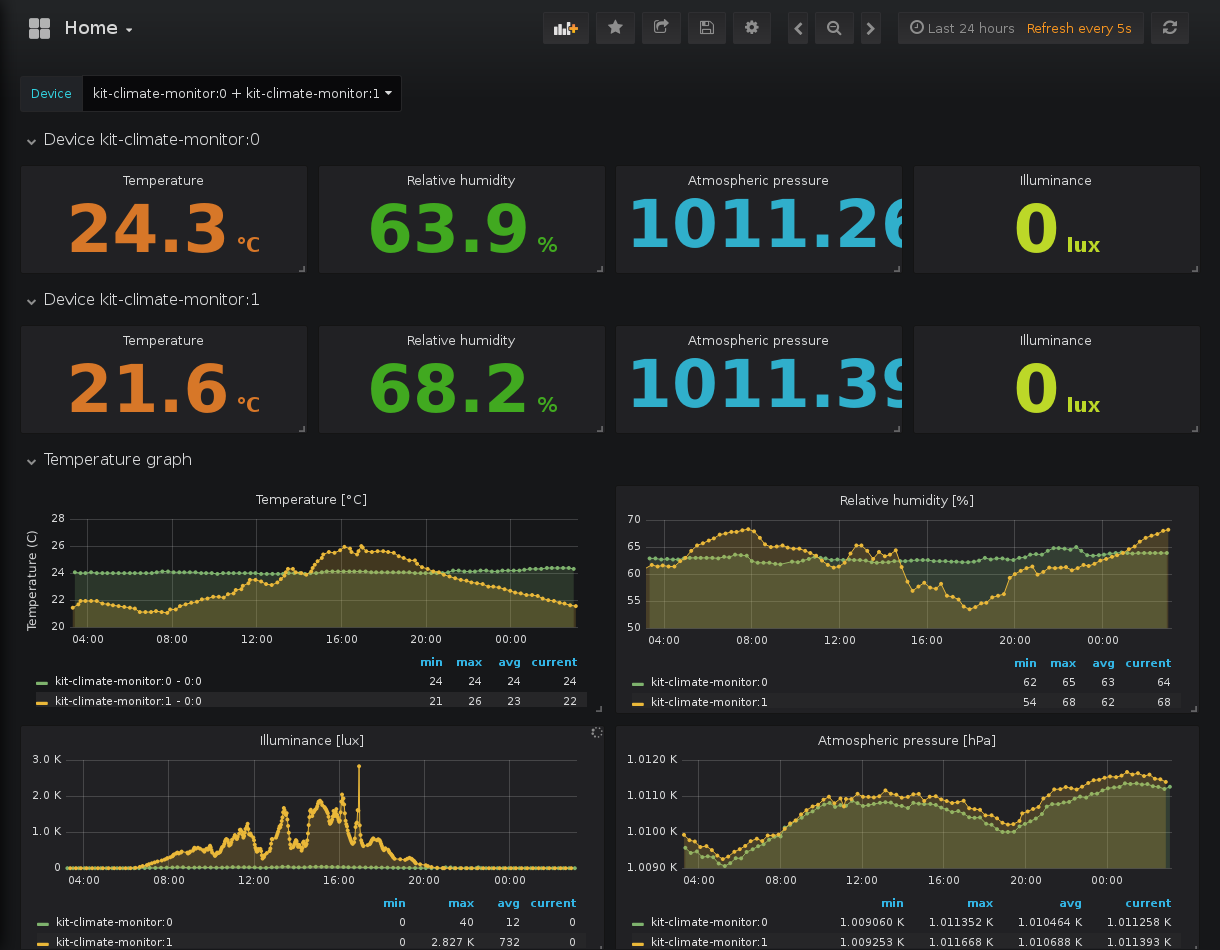 Home
Last 24 hours Refresh every 5s
Device kit-climate-monitor:0 + kit-climate-monitor:1
Device kit-climate-monitor:0
Temperature Relative humidity Atmospheric pressure Illuminance
24.3 °C 63.9 % 1011.26 0 lux
Device kit-climate-monitor:1
Temperature Relative humidity Atmospheric pressure Illuminance
21.6 °C 68.2 % 1011.39 0 lux
Temperature graph
Temperature [°C]
Temperature (C)
28
26
24
22
20
04:00 08:00 12:00 16:00 20:00 00:00
min max avg current
kit-climate-monitor:0 - 0:0 24 24 24 24
kit-climate-monitor:1 - 0:0 21 26 23 22
Relative humidity [%]
70
65
60
55
50
04:00 08:00 12:00 16:00 20:00 00:00
min max avg current
kit-climate-monitor:0 62 65 63 64
kit-climate-monitor:1 54 68 62 68
Illuminance [lux]
3.0 K
2.0 K
1.0 K
0
04:00 08:00 12:00 16:00 20:00 00:00
min max avg current
kit-climate-monitor:0 0 40 12 0
kit-climate-monitor:1 0 2.827 K 732 0
Atmospheric pressure [hPa]
1.0120 K
1.0110 K
1.0100 K
1.0090 K
04:00 08:00 12:00 16:00 20:00 00:00
min max avg current
kit-climate-monitor:0 1.009060 K 1.011352 K 1.010464 K 1.011258 K
kit-climate-monitor:1 1.009253 K 1.011668 K 1.010688 K 1.011393 K